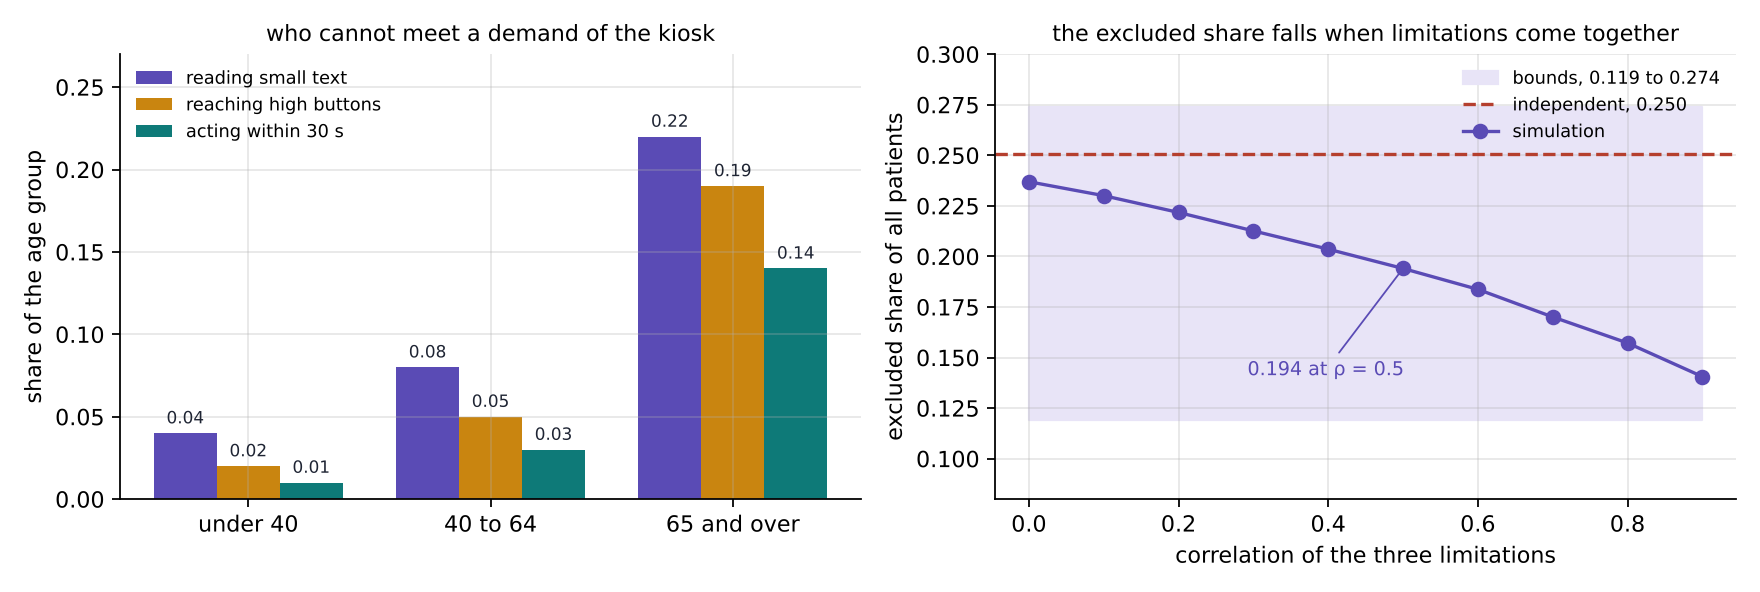 who cannot meet a demand of the kiosk
share of the age group
0.25
0.20
0.15
0.10
0.05
0.00
reading small text
reaching high buttons
acting within 30 s
0.04
0.02
0.01
0.08
0.05
0.03
0.22
0.19
0.14
under 40
40 to 64
65 and over
the excluded share falls when limitations come together
excluded share of all patients
0.300
0.275
0.250
0.225
0.200
0.175
0.150
0.125
0.100
bounds, 0.119 to 0.274
independent, 0.250
simulation
0.194 at ρ = 0.5
0.0
0.2
0.4
0.6
0.8
correlation of the three limitations